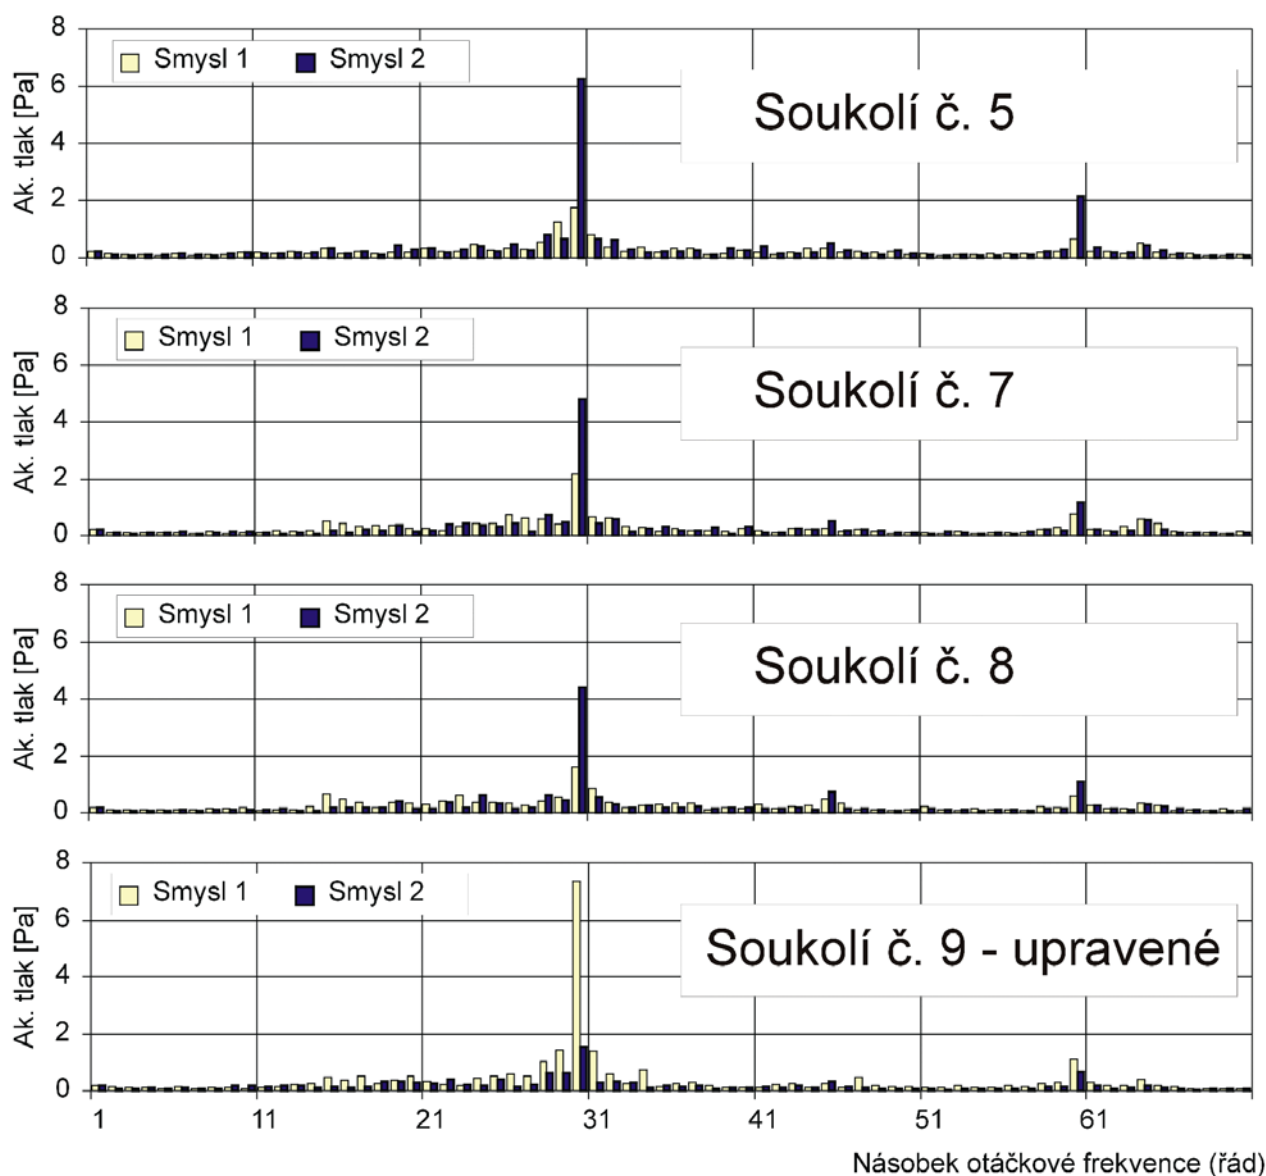 8
Smysl 1 Smysl 2
6
Soukolí č. 5
4
2
0
Ak. tlak [Pa]
8
Smysl 1 Smysl 2
6
Soukolí č. 7
4
2
0
Ak. tlak [Pa]
8
Smysl 1 Smysl 2
6
Soukolí č. 8
4
2
0
Ak. tlak [Pa]
8
Smysl 1 Smysl 2
6
Soukolí č. 9 - upravené
4
2
0
Ak. tlak [Pa]
1 11 21 31 41 51 61
Násobek otáčkové frekvence (řád)